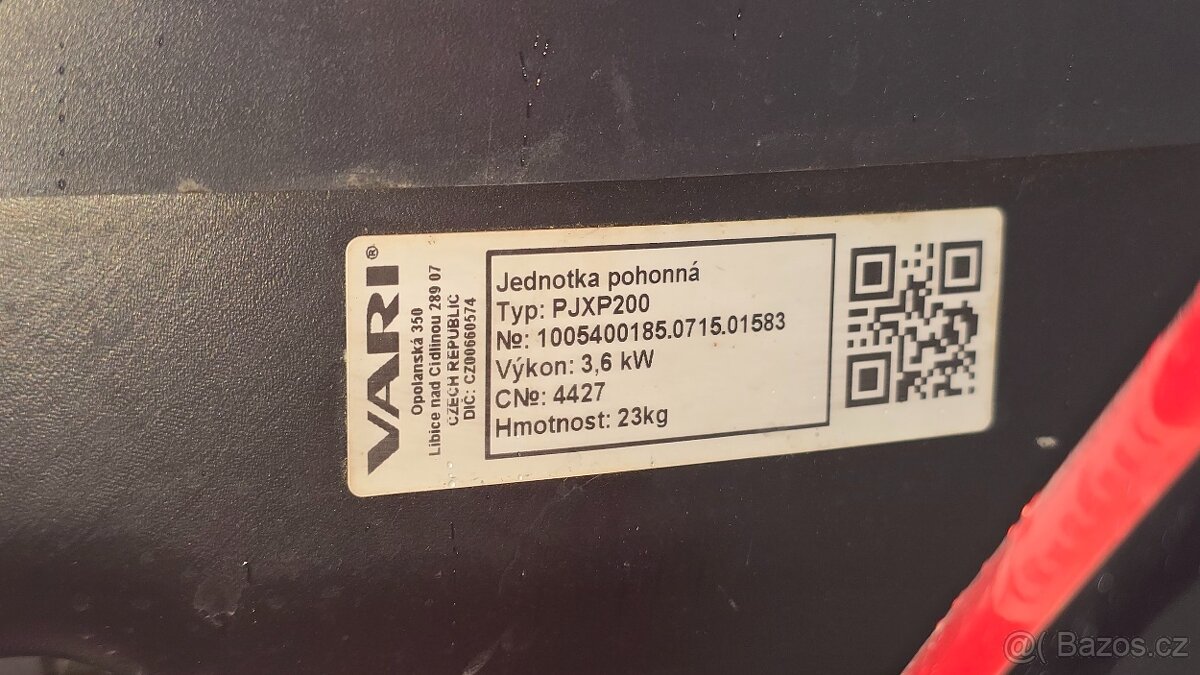 VARI®
Opolanská 350
Libice nad Cidlinou 289 07
CZECH REPUBLIC
DIČ: CZ00660574
Jednotka pohonná
Typ: PJXP200
№: 1005400185.0715.01583
Výkon: 3,6 kW
C№: 4427
Hmotnost: 23kg
@( Bazos.cz